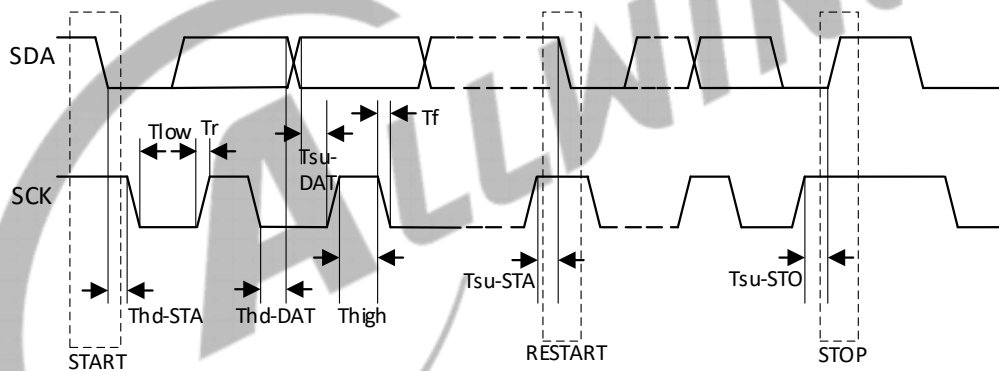 ALLWIN
SDA
Tlow
Tr
Tsu-
DAT
Tf
SCK
Thd-STA
Thd-DAT
Thigh
Tsu-STA
Tsu-STO
START
RESTART
STOP